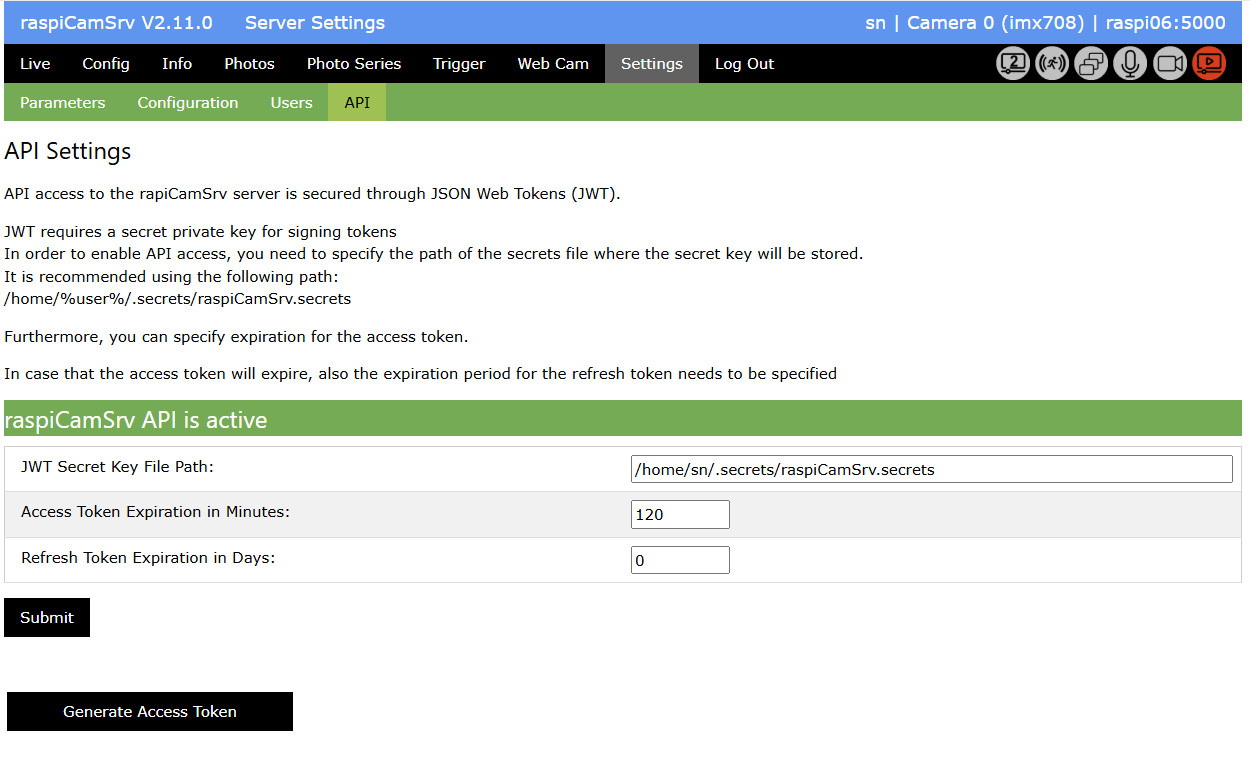 raspiCamSrv V2.11.0 Server Settings sn | Camera 0 (imx708) | raspi06:5000
Live Config Info Photos Photo Series Trigger Web Cam Settings Log Out 2
Parameters Configuration Users API
API Settings
API access to the rapiCamSrv server is secured through JSON Web Tokens (JWT).
JWT requires a secret private key for signing tokens
In order to enable API access, you need to specify the path of the secrets file where the secret key will be stored.
It is recommended using the following path:
/home/%user%/.secrets/raspiCamSrv.secrets
Furthermore, you can specify expiration for the access token.
In case that the access token will expire, also the expiration period for the refresh token needs to be specified
raspiCamSrv API is active
JWT Secret Key File Path: /home/sn/.secrets/raspiCamSrv.secrets
Access Token Expiration in Minutes: 120
Refresh Token Expiration in Days: 0
Submit
Generate Access Token